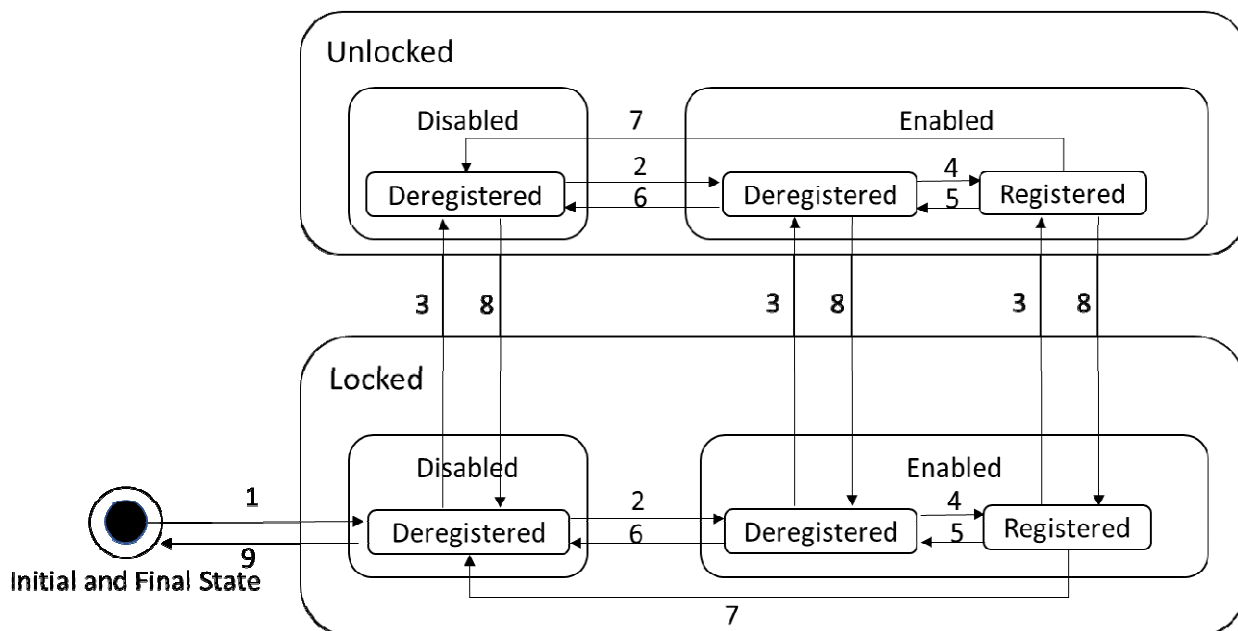 Unlocked
Disabled 7 Enabled
2 4
Deregistered Deregistered Registered
6 5
3 8 3 8 3 8
Locked
Disabled Enabled
1 2 4
Deregistered Deregistered Registered
6 5
9
Initial and Final State
7